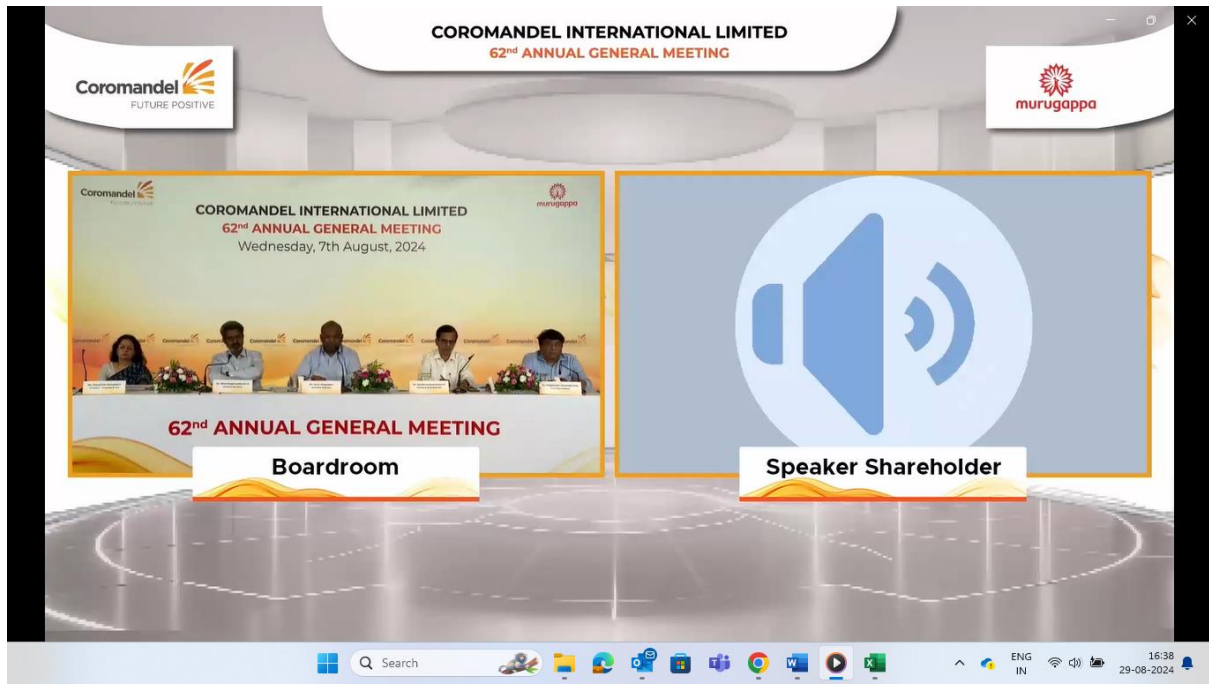 COROMANDEL INTERNATIONAL LIMITED
62nd ANNUAL GENERAL MEETING
Coromandel
FUTURE POSITIVE
murugappa
Coromandel
murugappa
COROMANDEL INTERNATIONAL LIMITED
62nd ANNUAL GENERAL MEETING
Wednesday, 7th August, 2024
62nd ANNUAL GENERAL MEETING
Boardroom
Speaker Shareholder
Search
ENG
IN
16:38
29-08-2024